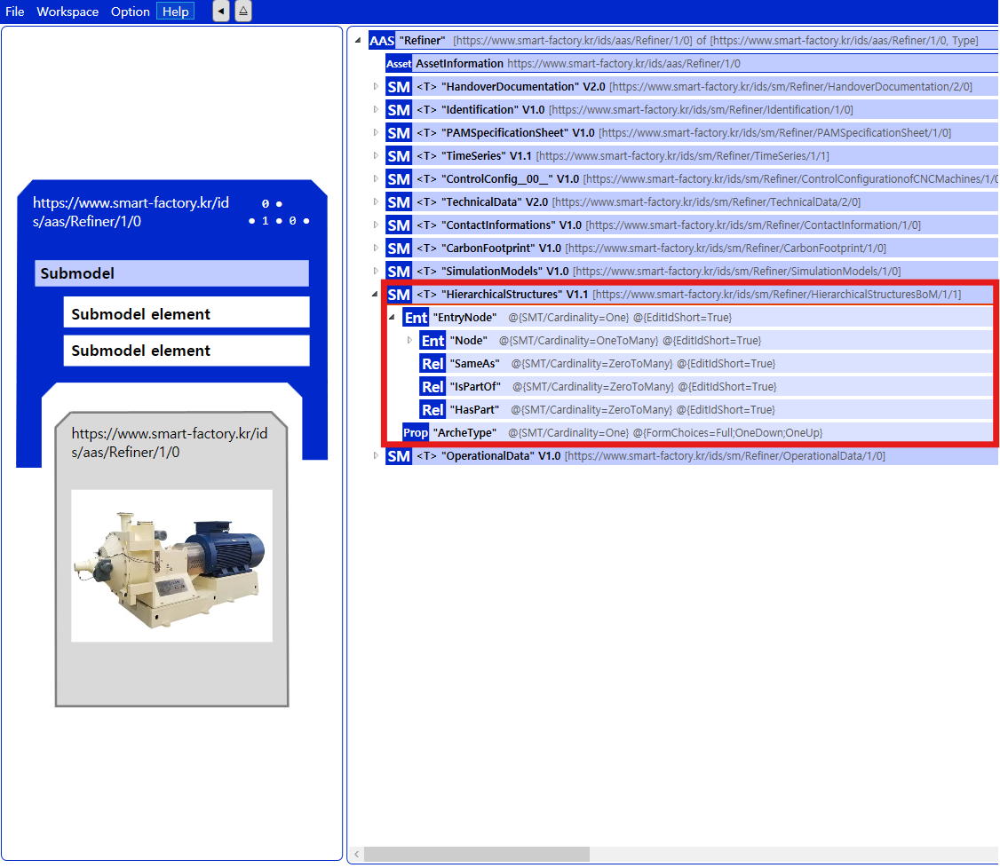 File Workspace Option Help
https://www.smart-factory.kr/id
s/aas/Refiner/1/0
0
1 0
Submodel
Submodel element
Submodel element
https://www.smart-factory.kr/id
s/aas/Refiner/1/0
AAS "Refiner" [https://www.smart-factory.kr/ids/aas/Refiner/1/0] of [https://www.smart-factory.kr/ids/aas/Refiner/1/0, Type]
Asset AssetInformation https://www.smart-factory.kr/ids/aas/Refiner/1/0
SM <T> "HandoverDocumentation" V2.0 [https://www.smart-factory.kr/ids/sm/Refiner/HandoverDocumentation/2/0]
SM <T> "Identification" V1.0 [https://www.smart-factory.kr/ids/sm/Refiner/Identification/1/0]
SM <T> "PAMSpecificationSheet" V1.0 [https://www.smart-factory.kr/ids/sm/Refiner/PAMSpecificationSheet/1/0]
SM <T> "TimeSeries" V1.1 [https://www.smart-factory.kr/ids/sm/Refiner/TimeSeries/1/1]
SM <T> "ControlConfig__00__" V1.0 [https://www.smart-factory.kr/ids/sm/Refiner/ControlConfigurationofCNCMachines/1/0
SM <T> "TechnicalData" V2.0 [https://www.smart-factory.kr/ids/sm/Refiner/TechnicalData/2/0]
SM <T> "ContactInformations" V1.0 [https://www.smart-factory.kr/ids/sm/Refiner/ContactInformation/1/0]
SM <T> "CarbonFootprint" V1.0 [https://www.smart-factory.kr/ids/sm/Refiner/CarbonFootprint/1/0]
SM <T> "SimulationModels" V1.0 [https://www.smart-factory.kr/ids/sm/Refiner/SimulationModels/1/0]
SM <T> "HierarchicalStructures" V1.1 [https://www.smart-factory.kr/ids/sm/Refiner/HierarchicalStructuresBoM/1/1]
Ent "EntryNode" @{SMT/Cardinality=One} @{EditIdShort=True}
Ent "Node" @{SMT/Cardinality=OneToMany} @{EditIdShort=True}
Rel "SameAs" @{SMT/Cardinality=ZeroToMany} @{EditIdShort=True}
Rel "IsPartOf" @{SMT/Cardinality=ZeroToMany} @{EditIdShort=True}
Rel "HasPart" @{SMT/Cardinality=ZeroToMany} @{EditIdShort=True}
Prop "ArcheType" @{SMT/Cardinality=One} @{FormChoices=Full;OneDown;OneUp}
SM <T> "OperationalData" V1.0 [https://www.smart-factory.kr/ids/sm/Refiner/OperationalData/1/0]